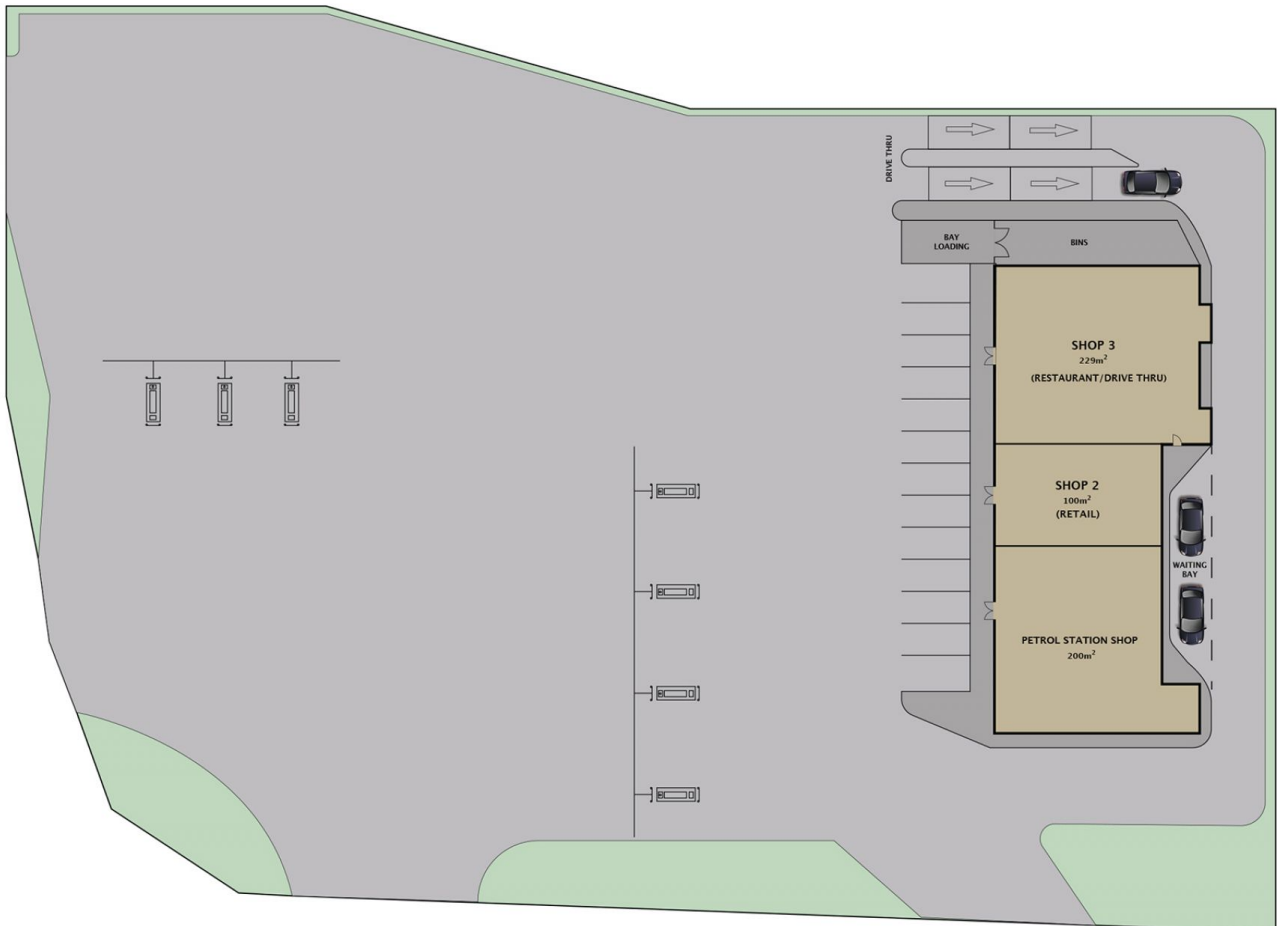 DRIVE THRU
BAY
LOADING
BINS
SHOP 3
229m²
(RESTAURANT/DRIVE THRU)
SHOP 2
100m²
(RETAIL)
WAITING
BAY
PETROL STATION SHOP
200m²